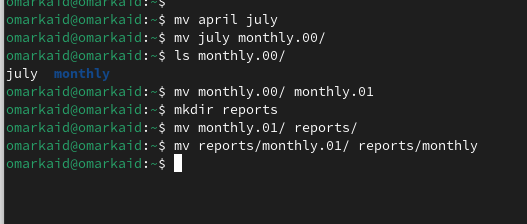 omarkaid@omarkaid:~$
omarkaid@omarkaid:~$ mv april july
omarkaid@omarkaid:~$ mv july monthly.00/
omarkaid@omarkaid:~$ ls monthly.00/
july  monthly
omarkaid@omarkaid:~$ mv monthly.00/ monthly.01
omarkaid@omarkaid:~$ mkdir reports
omarkaid@omarkaid:~$ mv monthly.01/ reports/
omarkaid@omarkaid:~$ mv reports/monthly.01/ reports/monthly
omarkaid@omarkaid:~$